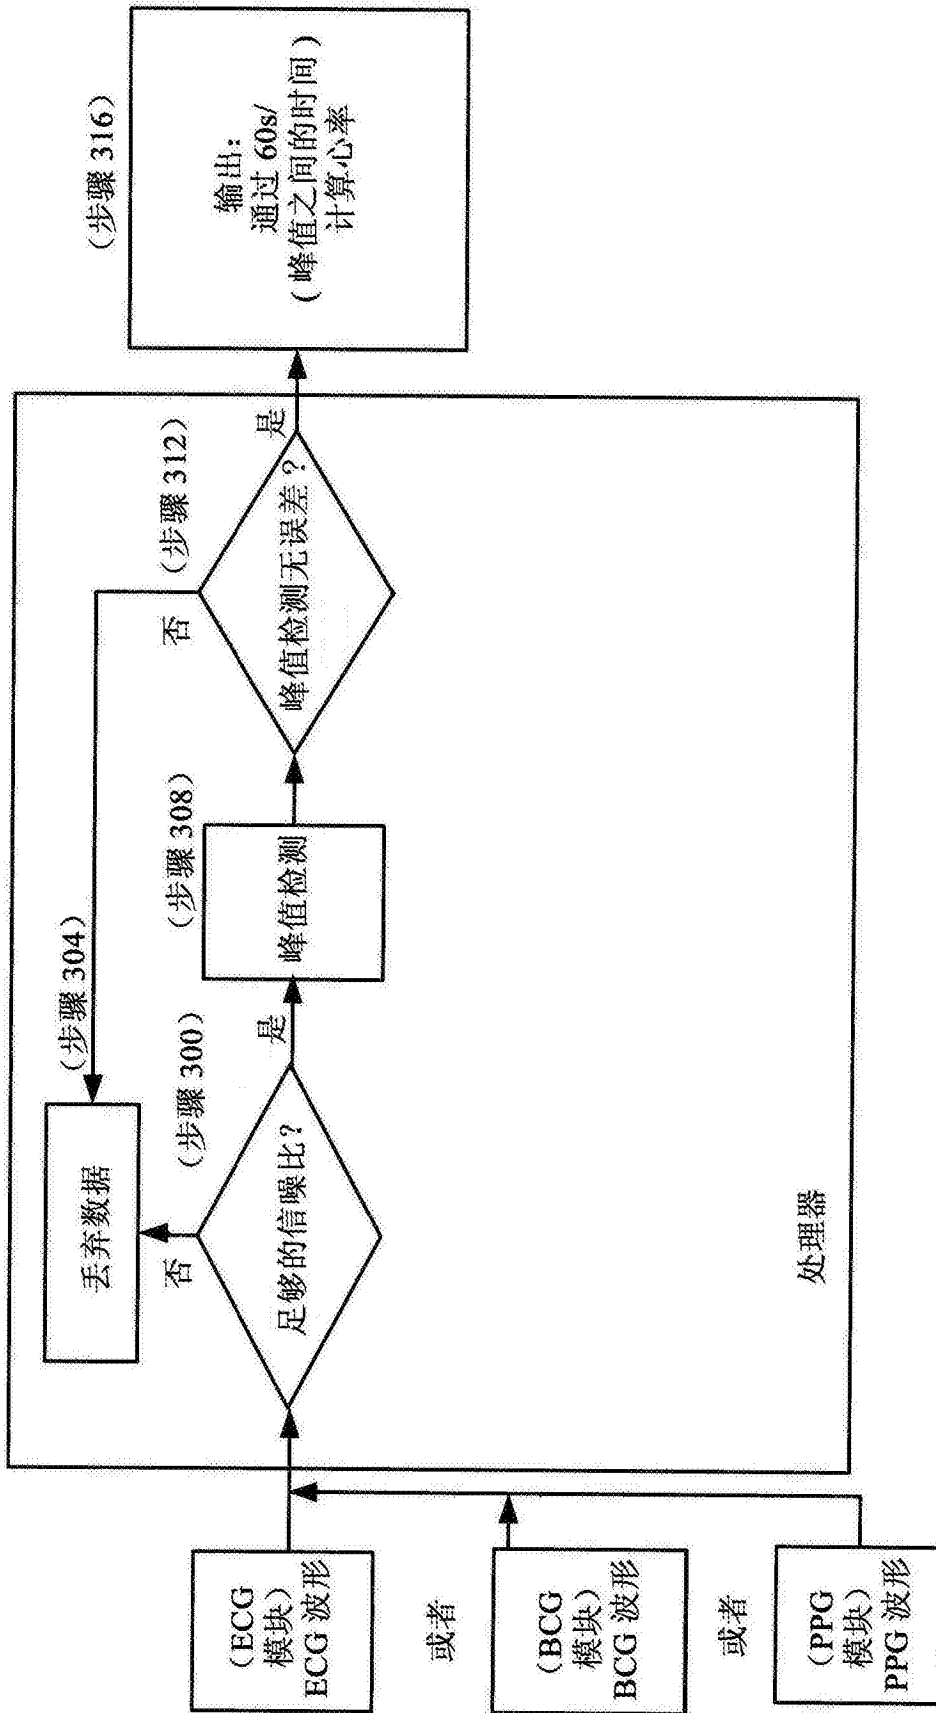 （ECG
模块）
ECG 波形
或者
（BCG
模块）
BCG 波形
或者
（PPG
模块）
PPG 波形
丢弃数据
（步骤 304）
否
（步骤 300）
足够的信噪比？
是
（步骤 308）
峰值检测
否
（步骤 312）
峰值检测无误差？
是
处理器
（步骤 316）
输出：
通过 60s/
（峰值之间的时间）
计算心率